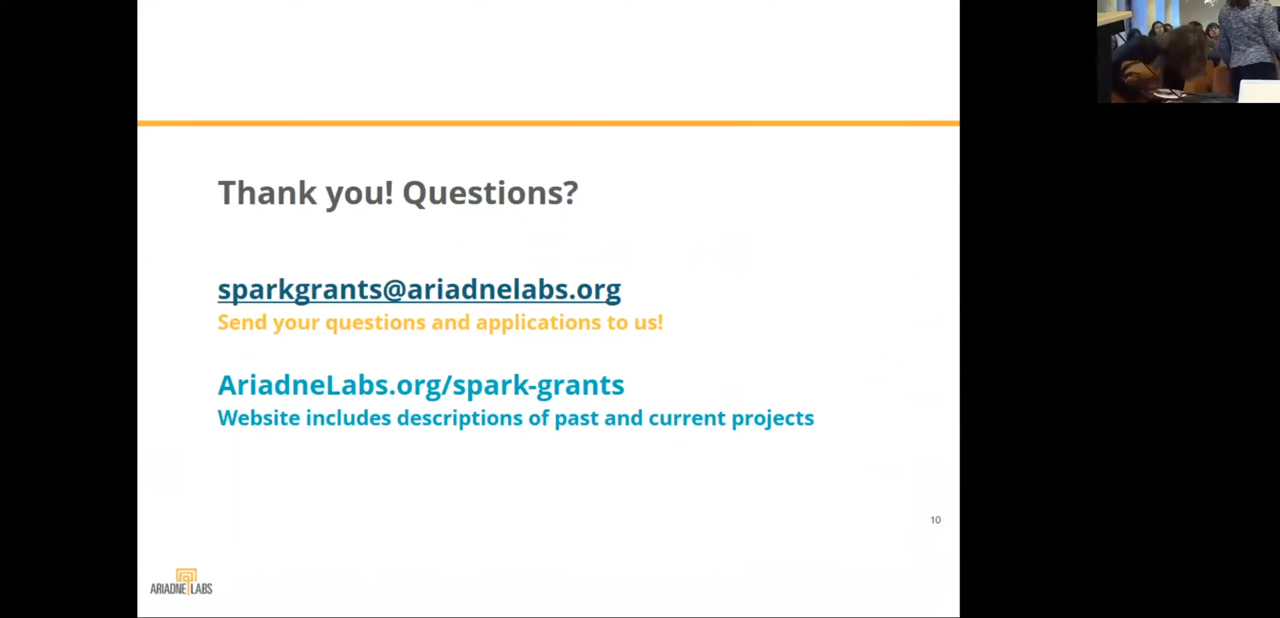 Thank you! Questions?
sparkgrants@ariadnelabs.org
Send your questions and applications to us!
AriadneLabs.org/spark-grants
Website includes descriptions of past and current projects
10
ARIADNE LABS